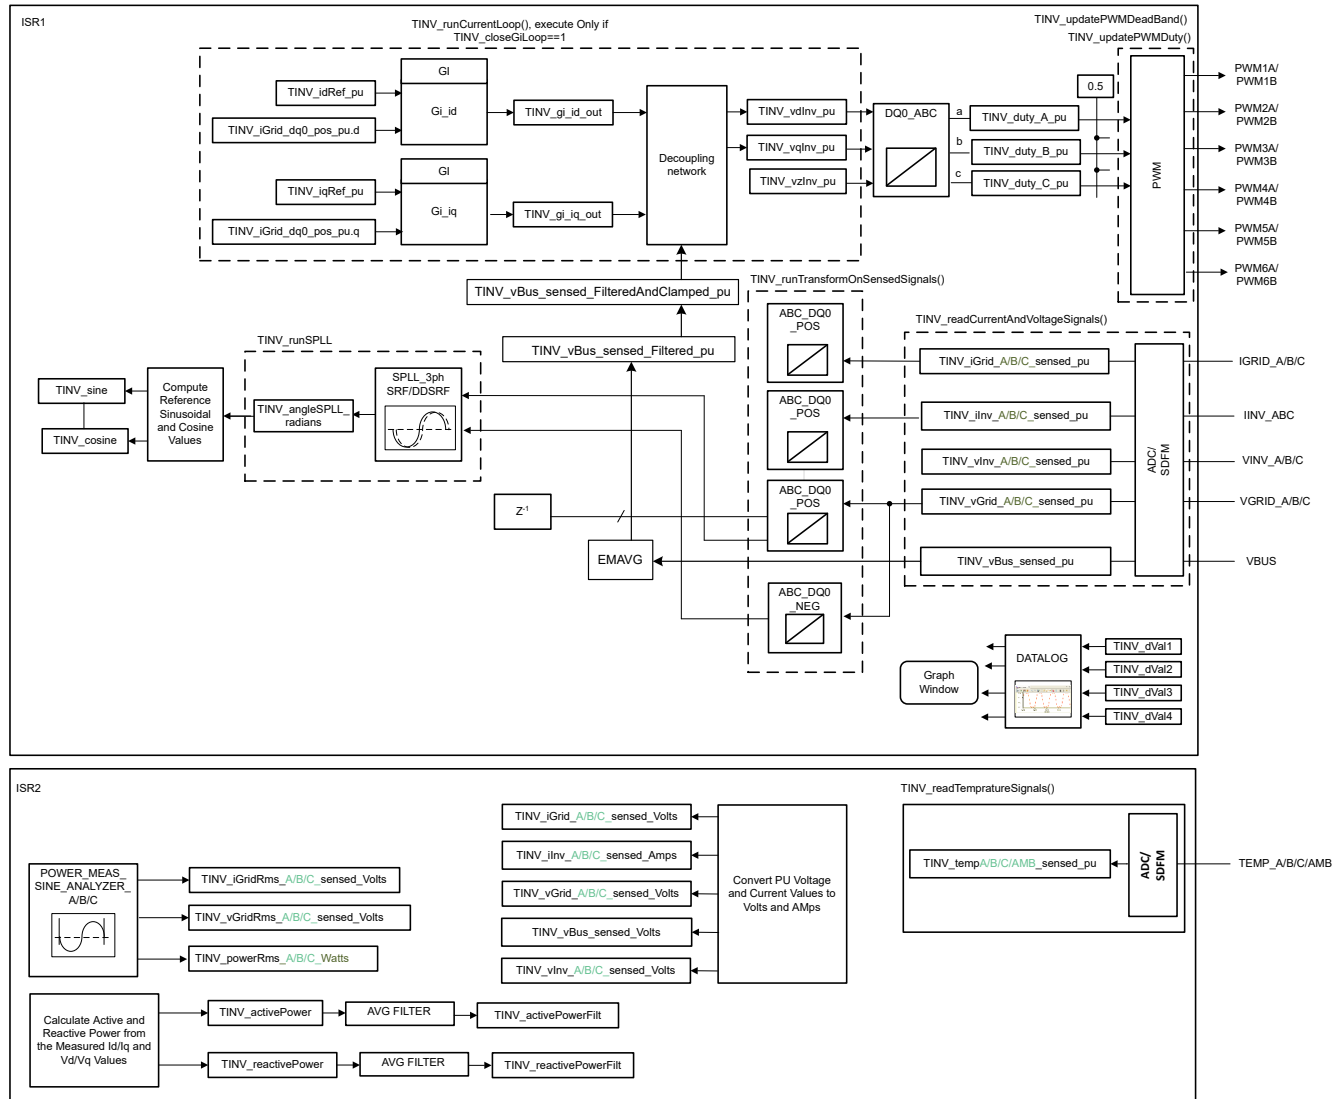 ISR1
TINV_runCurrentLoop(), execute Only if
TINV_closeGiLoop==1
TINV_updatePWMDeadBand()
TINV_updatePWMDuty()
GI
Gi_id
TINV_idRef_pu
TINV_iGrid_dq0_pos_pu.d
TINV_gi_id_out
GI
Gi_iq
TINV_iqRef_pu
TINV_iGrid_dq0_pos_pu.q
TINV_gi_iq_out
Decoupling
network
TINV_vdInv_pu
TINV_vqInv_pu
TINV_vzInv_pu
DQ0_ABC
a
b
c
TINV_duty_A_pu
TINV_duty_B_pu
TINV_duty_C_pu
0.5
PWM
PWM1A/
PWM1B
PWM2A/
PWM2B
PWM3A/
PWM3B
PWM4A/
PWM4B
PWM5A/
PWM5B
PWM6A/
PWM6B
TINV_vBus_sensed_FilteredAndClamped_pu
TINV_vBus_sensed_Filtered_pu
TINV_runTransformOnSensedSignals()
ABC_DQ0
_POS
ABC_DQ0
_POS
ABC_DQ0
_POS
ABC_DQ0
_NEG
TINV_readCurrentAndVoltageSignals()
TINV_iGrid_A/B/C_sensed_pu
TINV_iInv_A/B/C_sensed_pu
TINV_vInv_A/B/C_sensed_pu
TINV_vGrid_A/B/C_sensed_pu
TINV_vBus_sensed_pu
ADC/
SDFM
IGRID_A/B/C
IINV_ABC
VINV_A/B/C
VGRID_A/B/C
VBUS
TINV_runSPLL
TINV_sine
TINV_cosine
Compute
Reference
Sinusoidal
and Cosine
Values
TINV_angleSPLL_
radians
SPLL_3ph
SRF/DDSRF
Z-1
EMAVG
Graph
Window
DATALOG
TINV_dVal1
TINV_dVal2
TINV_dVal3
TINV_dVal4
ISR2
POWER_MEAS_
SINE_ANALYZER_
A/B/C
TINV_iGridRms_A/B/C_sensed_Volts
TINV_vGridRms_A/B/C_sensed_Volts
TINV_powerRms_A/B/C_Watts
TINV_iGrid_A/B/C_sensed_Volts
TINV_iInv_A/B/C_sensed_Amps
TINV_vGrid_A/B/C_sensed_Volts
TINV_vBus_sensed_Volts
TINV_vInv_A/B/C_sensed_Volts
Convert PU Voltage
and Current Values to
Volts and AMps
TINV_readTempratureSignals()
TINV_tempA/B/C/AMB_sensed_pu
ADC/
SDFM
TEMP_A/B/C/AMB
Calculate Active and
Reactive Power from
the Measured Id/Iq and
Vd/Vq Values
TINV_activePower
AVG FILTER
TINV_activePowerFilt
TINV_reactivePower
AVG FILTER
TINV_reactivePowerFilt